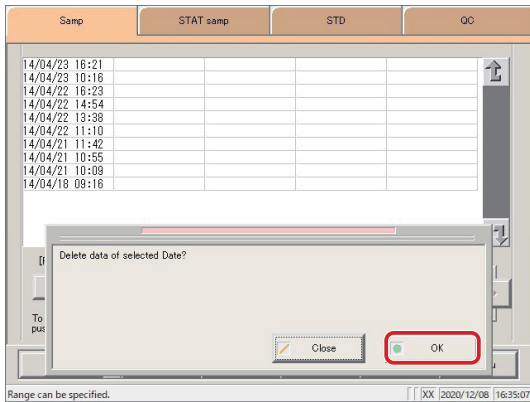 Samp STAT samp STD QC
14/04/23 16:21
14/04/23 10:16
14/04/22 16:23
14/04/22 14:54
14/04/22 13:38
14/04/22 11:10
14/04/21 11:42
14/04/21 10:55
14/04/21 10:09
14/04/18 09:16
Delete data of selected Date?
To
Close OK
Range can be specified. XX 2020/12/08 16:35:07